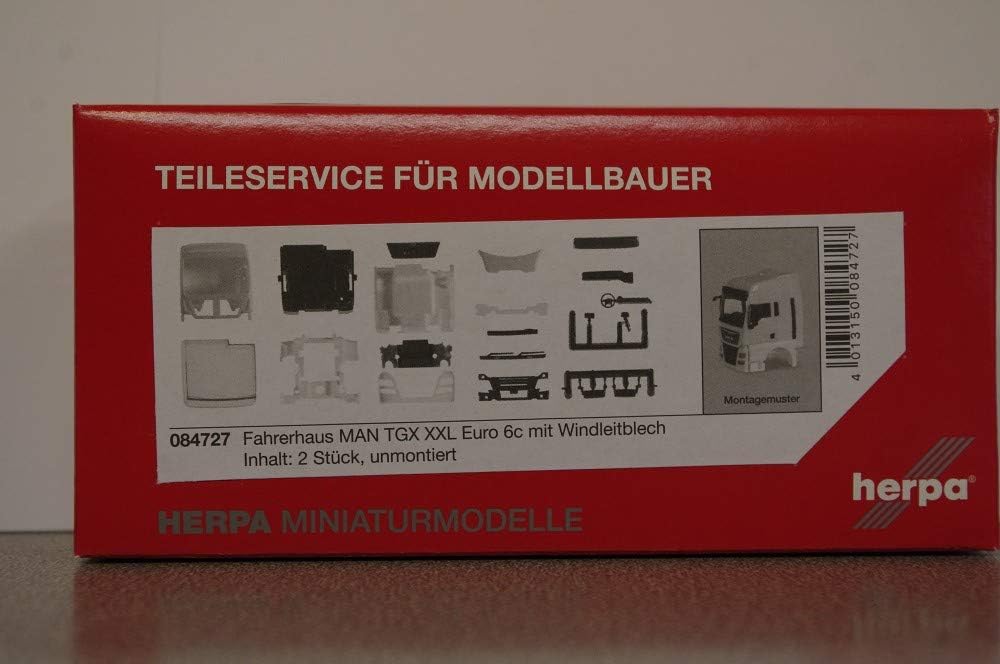 TEILESERVICE FÜR MODELLBAUER
Montagemuster
4 013150 084727
084727 Fahrerhaus MAN TGX XXL Euro 6c mit Windleitblech
Inhalt: 2 Stück, unmontiert
herpa®
HERPA MINIATURMODELLE